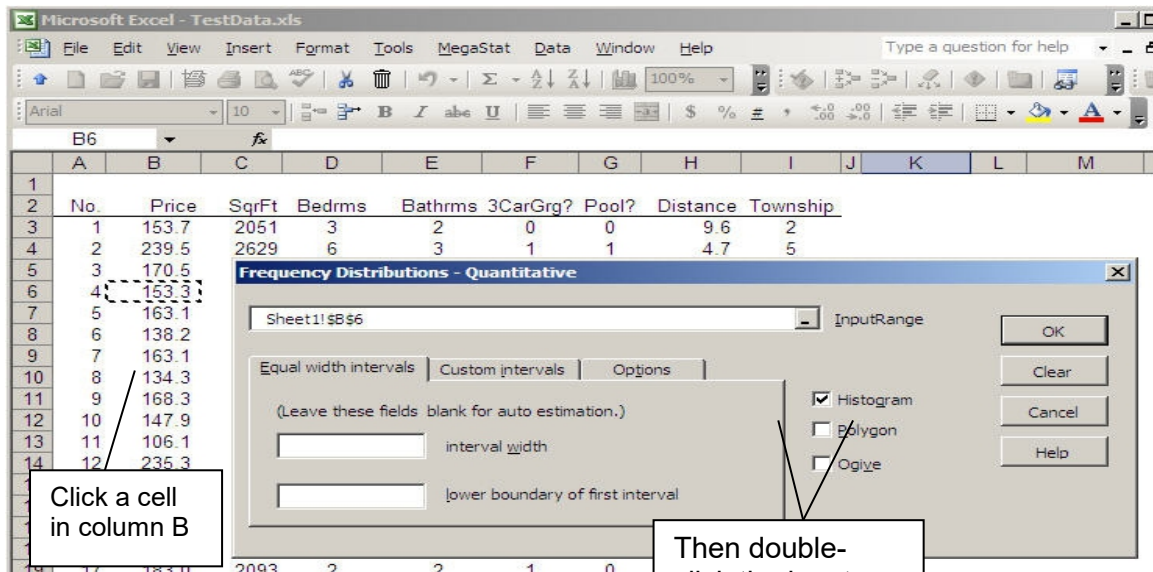 Microsoft Excel - TestData.xls
File Edit View Insert Format Tools MegaStat Data Window Help Type a question for help
100%
Arial 10 B I abc U $ % ,
B6 fx
A B C D E F G H I J K L M
1
2 No. Price SqrFt Bedrms Bathrms 3CarGrg? Pool? Distance Township
3 1 153.7 2051 3 2 0 0 9.6 2
4 2 239.5 2629 6 3 1 1 4.7 5
5 3 170.5
6 4 153.3
7 5 163.1
8 6 138.2
9 7 163.1
10 8 134.3
11 9 168.3
12 10 147.9
13 11 106.1
14 12 235.3
Frequency Distributions - Quantitative
Sheet1!$B$6 InputRange
Equal width intervals Custom intervals Options
(Leave these fields blank for auto estimation.)
interval width
lower boundary of first interval
Histogram
Polygon
Ogive
OK
Clear
Cancel
Help
Click a cell
in column B
Then double-
19 17 183.0 2093 2 2 1 0